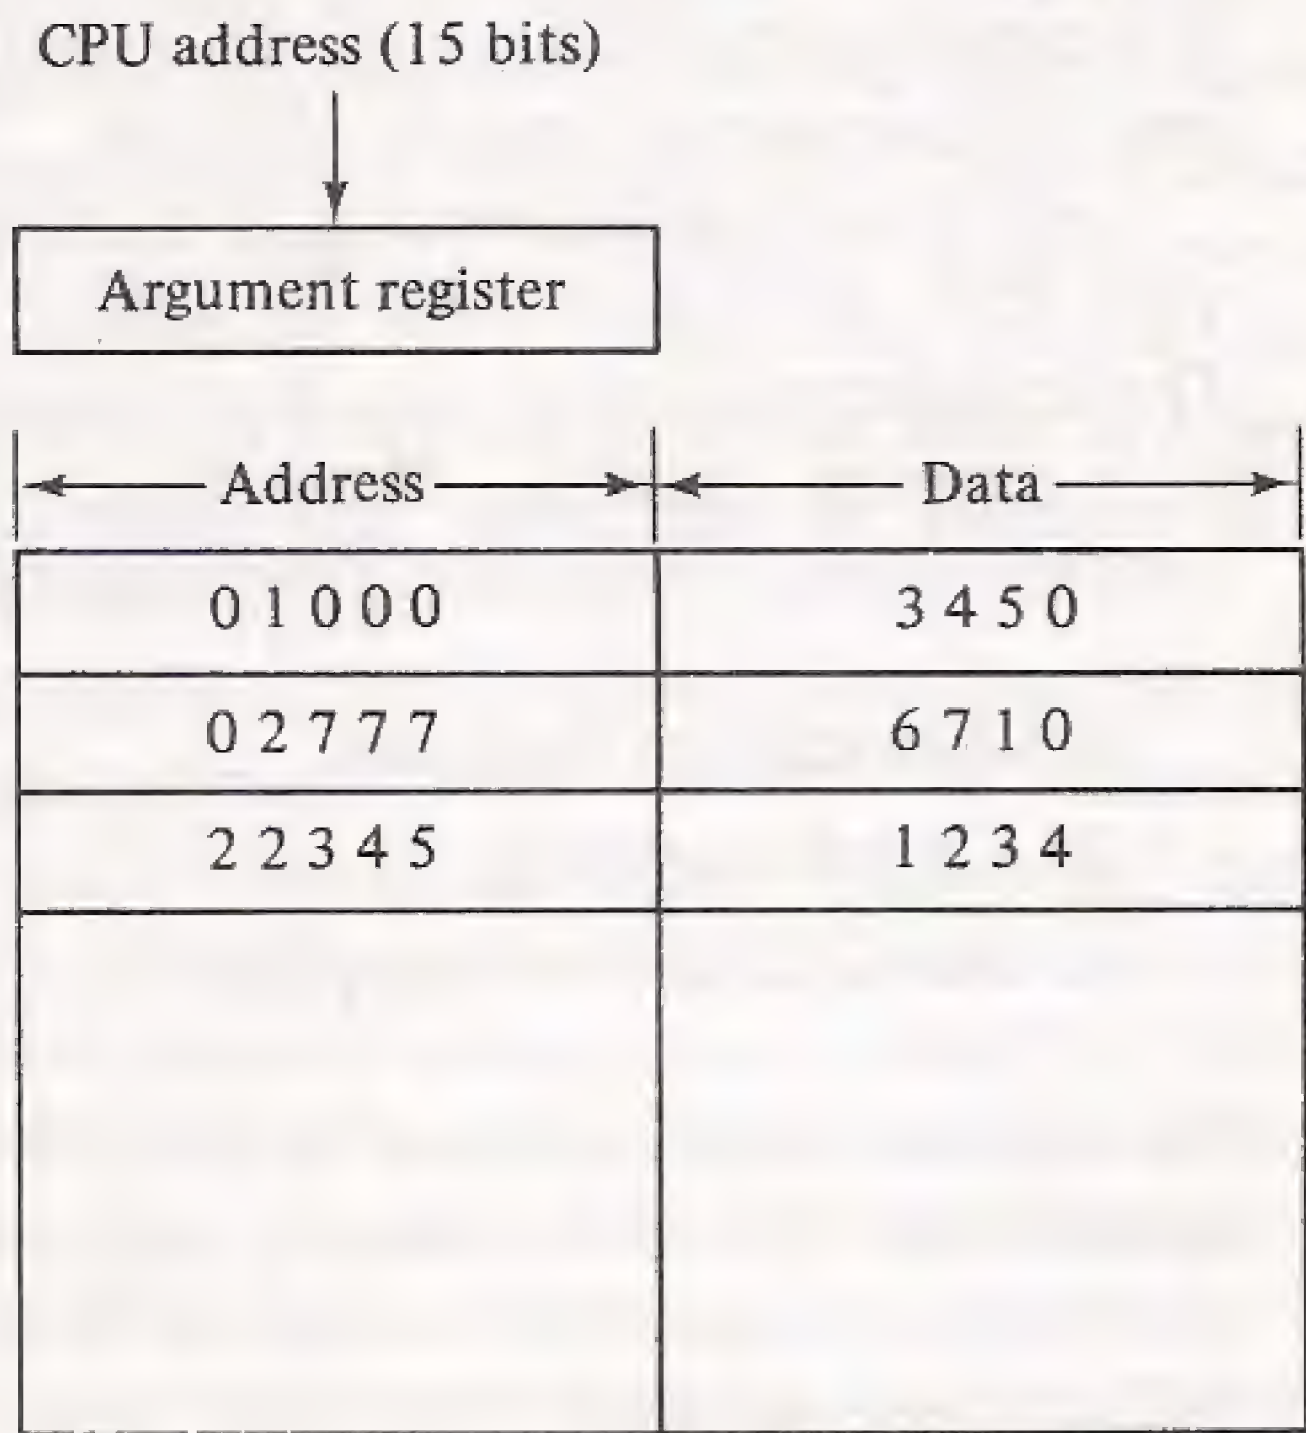 CPU address (15 bits)
Argument register
Address Data
0 1 0 0 0 3 4 5 0
0 2 7 7 7 6 7 1 0
2 2 3 4 5 1 2 3 4